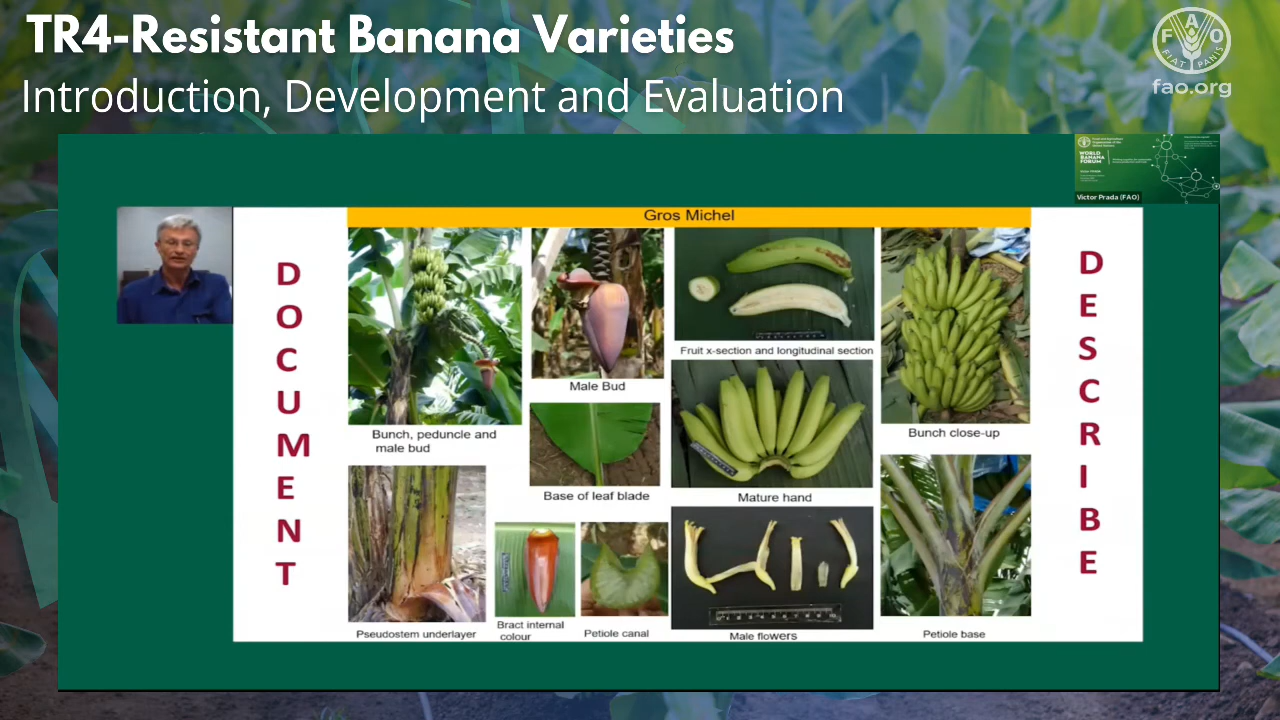 TR4-Resistant Banana Varieties
Introduction, Development and Evaluation
F A O
FIAT PANIS
fao.org
WORLD
BANANA
FORUM
Victor Prada (FAO)
Gros Michel
DOCUMENT
DESCRIBE
Bunch, peduncle and
male bud
Male Bud
Fruit x-section and longitudinal section
Bunch close-up
Base of leaf blade
Mature hand
Pseudostem underlayer
Bract internal
colour
Petiole canal
Male flowers
Petiole base